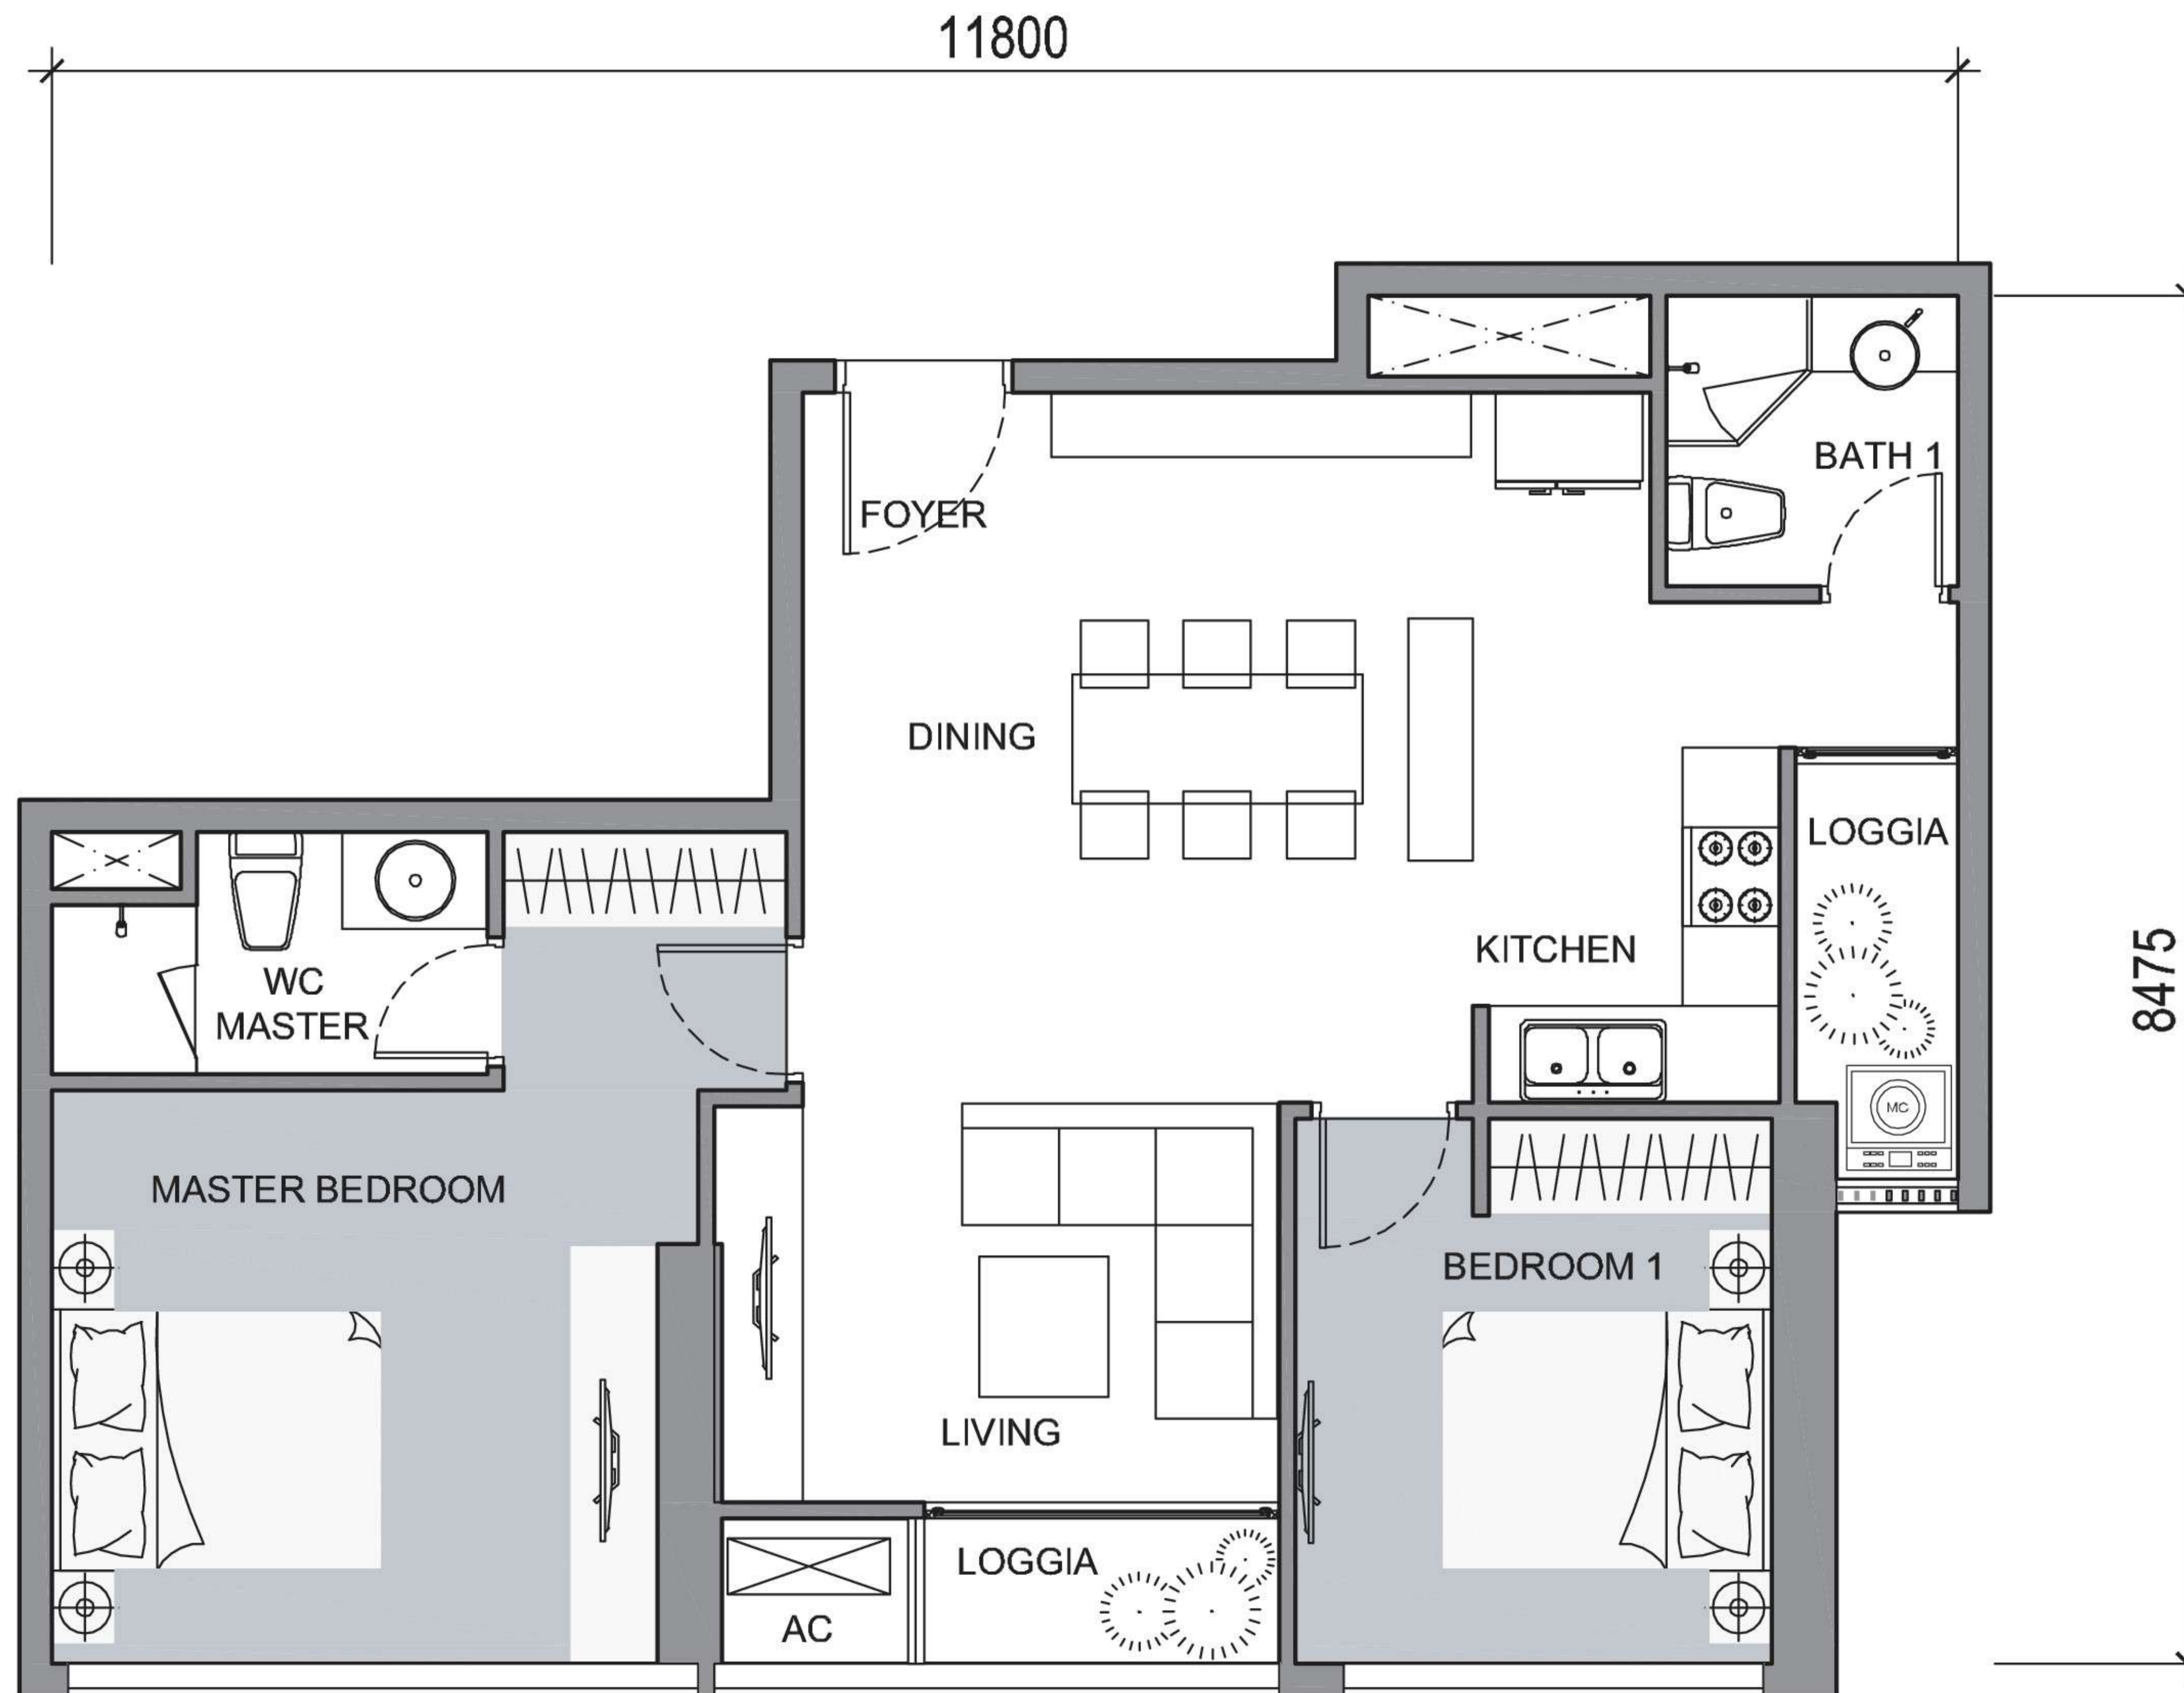 11800
BATH 1
FOYER
DINING
LOGGIA
KITCHEN
8475
WC
MASTER
MC
MASTER BEDROOM
BEDROOM 1
LIVING
LOGGIA
AC